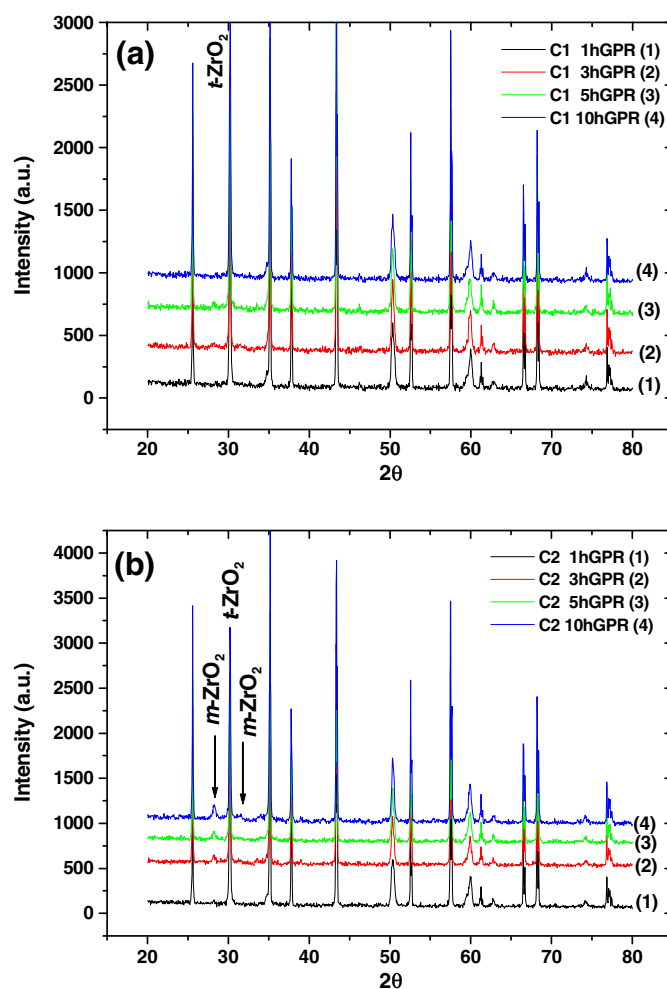 (a)
t-ZrO₂
C1 1hGPR (1)
C1 3hGPR (2)
C1 5hGPR (3)
C1 10hGPR (4)
Intensity (a.u.)
3000
2500
2000
1500
1000
500
0
(4)
(3)
(2)
(1)
20 30 40 50 60 70 80
2θ
(b)
m-ZrO₂
t-ZrO₂
m-ZrO₂
C2 1hGPR (1)
C2 3hGPR (2)
C2 5hGPR (3)
C2 10hGPR (4)
Intensity (a.u.)
4000
3500
3000
2500
2000
1500
1000
500
0
(4)
(3)
(2)
(1)
20 30 40 50 60 70 80
2θ